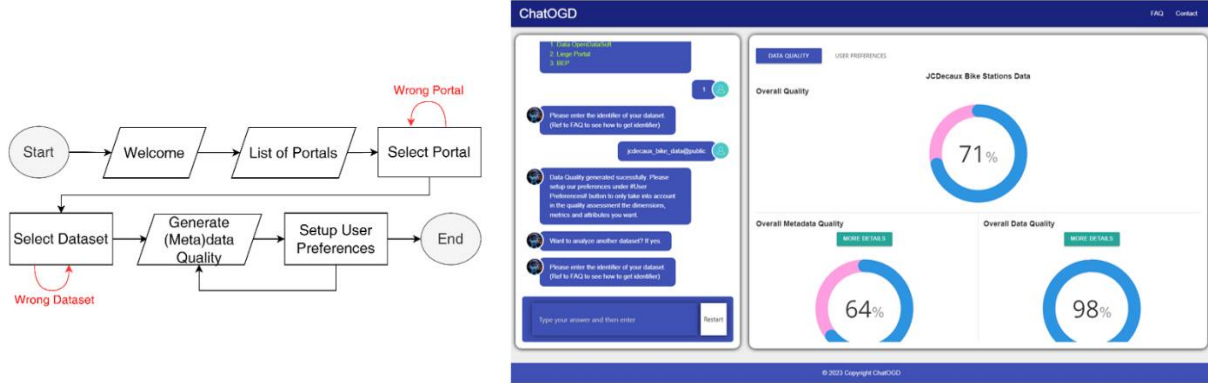 Wrong Portal
Start
Welcome
List of Portals
Select Portal
Select Dataset
Generate
(Meta)data
Quality
Setup User
Preferences
End
Wrong Dataset
ChatOGD
FAQ
Contact
1. Data OpenDataSoft
2. Liege Portal
3. BEP
1
Please enter the identifier of your dataset.
(Ref to FAQ to see how to get identifier)
jcdecaux_bike_data@public
Data Quality generated sucessfully. Please
setup our preferences under #User
Preferences# button to only take into account
in the quality assessment the dimensions,
metrics and attributes you want.
Want to analyze another dataset? If yes.
Please enter the identifier of your dataset.
(Ref to FAQ to see how to get identifier)
Type your answer and then enter
Restart
DATA QUALITY
USER PREFERENCES
JCDecaux Bike Stations Data
Overall Quality
71%
Overall Metadata Quality
MORE DETAILS
64%
Overall Data Quality
MORE DETAILS
98%
© 2023 Copyright ChatOGD